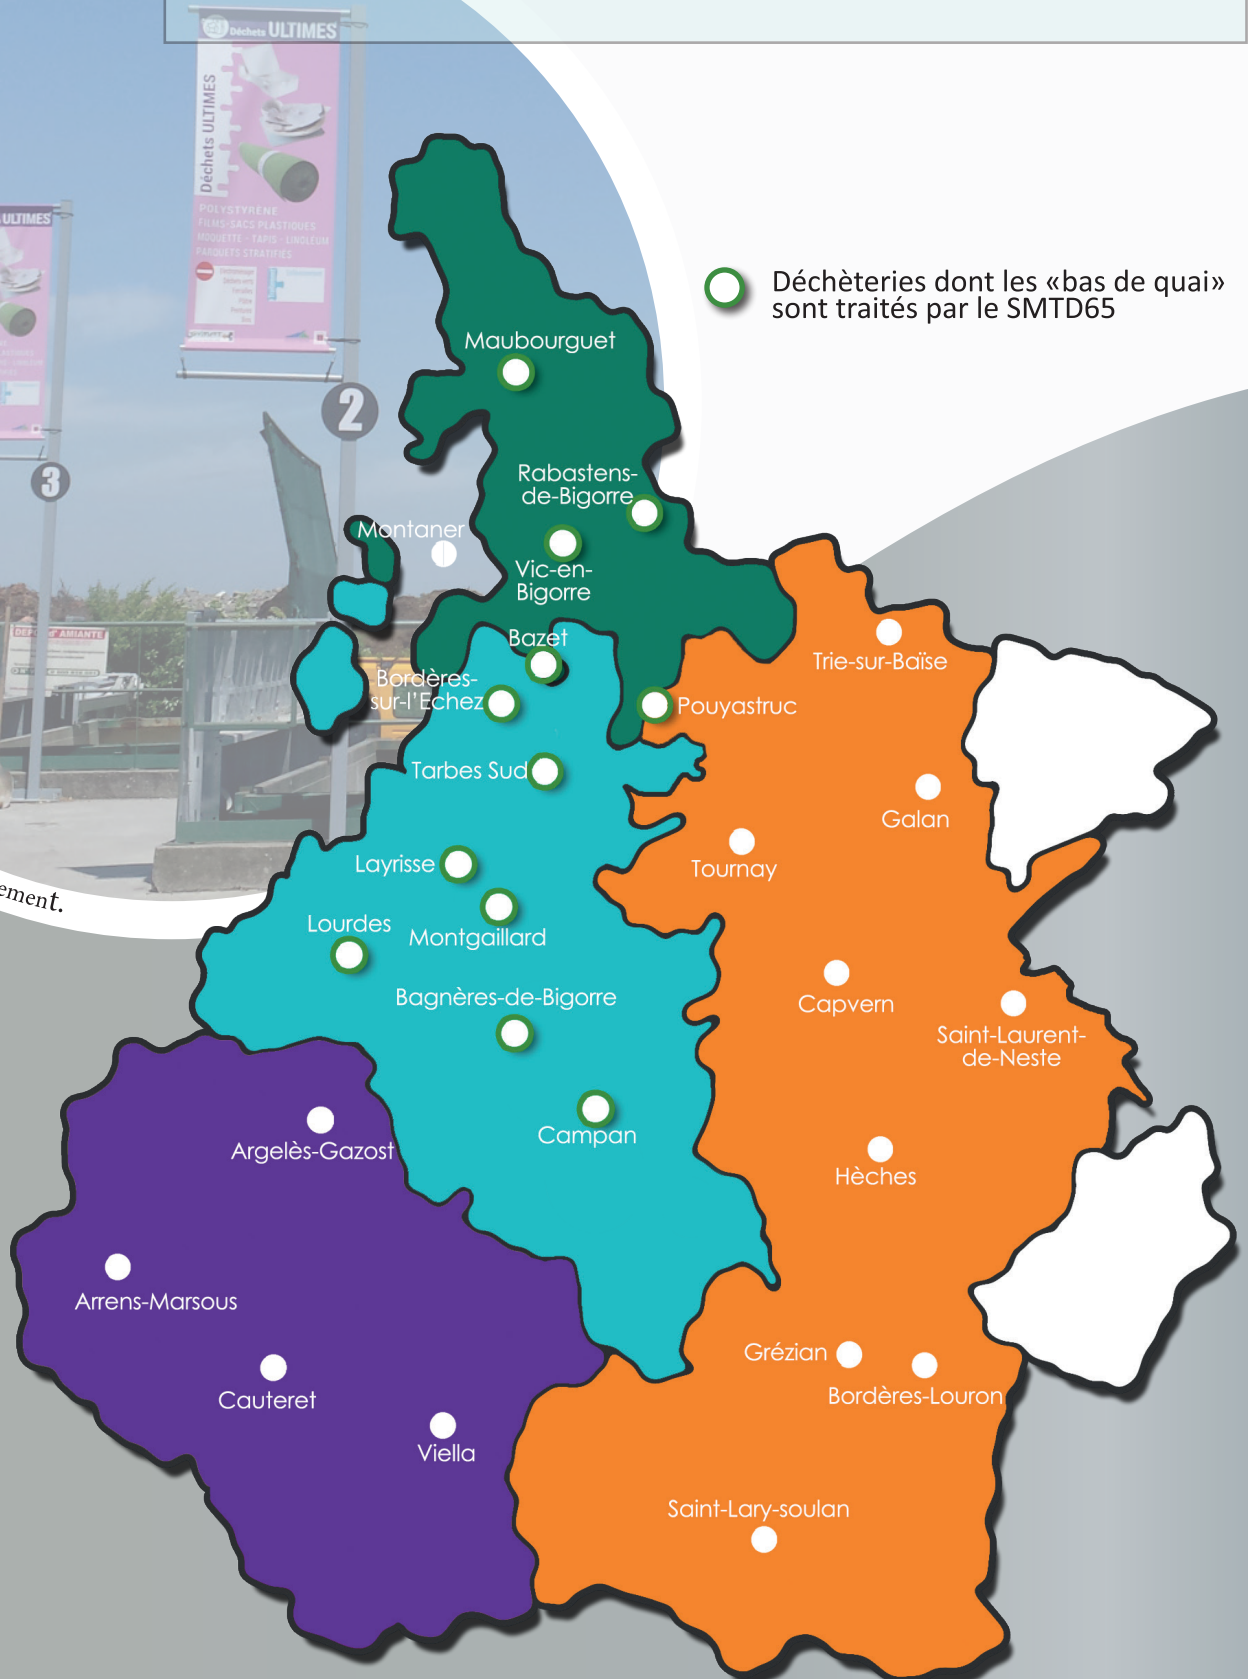 Déchets ULTIMES
Déchets ULTIMES
POLYSTYRÈNE
FILMS-SACS PLASTIQUES
MOQUETTE - TAPIS - LINOLEUM
PARQUETS STRATIFIÉS
ULTIMES
2
3
DÉPÔT d'AMIANTE
ement.
Déchèteries dont les «bas de quai»
sont traités par le SMTD65
Maubourguet
Rabastens-
de-Bigorre
Montaner
Vic-en-
Bigorre
Bazet
Bordères-
sur-l'Echez
Pouyastruc
Trie-sur-Baïse
Tarbes Sud
Galan
Tournay
Layrisse
Lourdes
Montgaillard
Bagnères-de-Bigorre
Capvern
Saint-Laurent-
de-Neste
Campan
Argelès-Gazost
Hèches
Arrens-Marsous
Grézian
Bordères-Louron
Cauteret
Viella
Saint-Lary-soulan